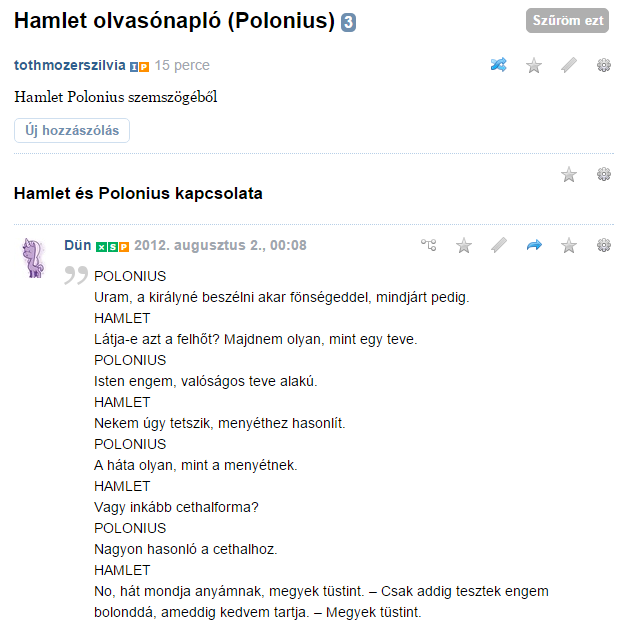 Hamlet olvasónapló (Polonius) 3
Szűröm ezt
tothmozerszilvia I P 15 perce
Hamlet Polonius szemszögéből
Új hozzászólás
Hamlet és Polonius kapcsolata
Dün X S P 2012. augusztus 2., 00:08
POLONIUS
Uram, a királyné beszélni akar fönségeddel, mindjárt pedig.
HAMLET
Látja-e azt a felhőt? Majdnem olyan, mint egy teve.
POLONIUS
Isten engem, valóságos teve alakú.
HAMLET
Nekem úgy tetszik, menyéthez hasonlít.
POLONIUS
A háta olyan, mint a menyétnek.
HAMLET
Vagy inkább cethalforma?
POLONIUS
Nagyon hasonló a cethalhoz.
HAMLET
No, hát mondja anyámnak, megyek tüstint. – Csak addig tesztek engem
bolonddá, ameddig kedvem tartja. – Megyek tüstint.